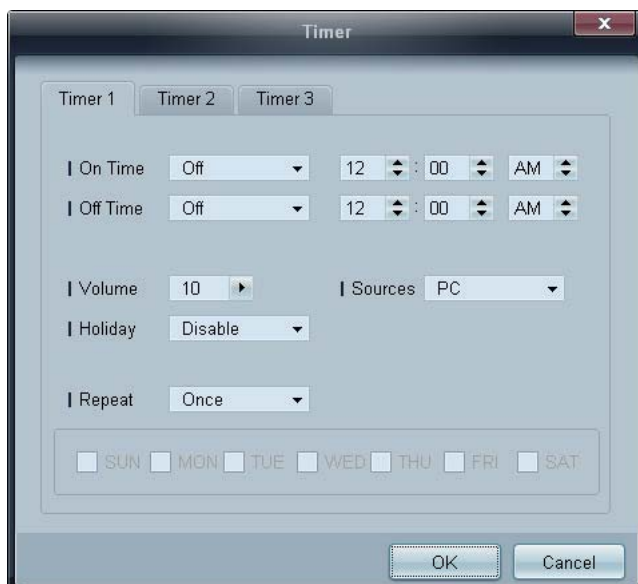 Timer
x
Timer 1 Timer 2 Timer 3
On Time Off 12 : 00 AM
Off Time Off 12 : 00 AM
Volume 10 Sources PC
Holiday Disable
Repeat Once
SUN MON TUE WED THU FRI SAT
OK Cancel